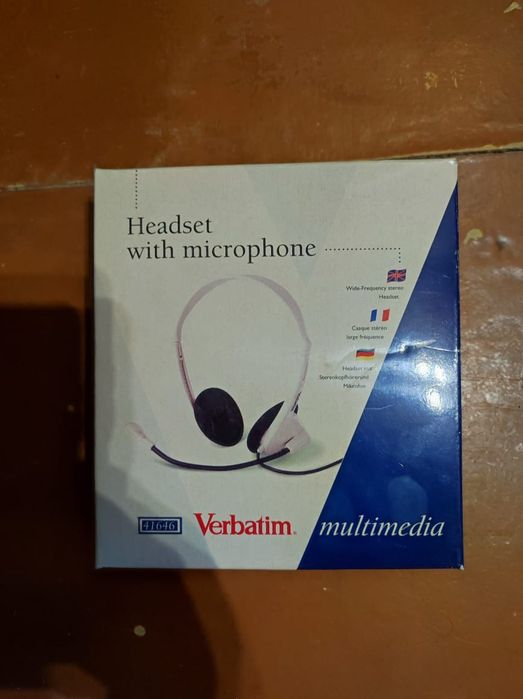 Headset
with microphone
Wide-Frequency stereo
Headset.
Casque stéréo
large fréquence
Headset mit
Stereokopfhörer und
Mikrofon
41646
Verbatim.
multimedia